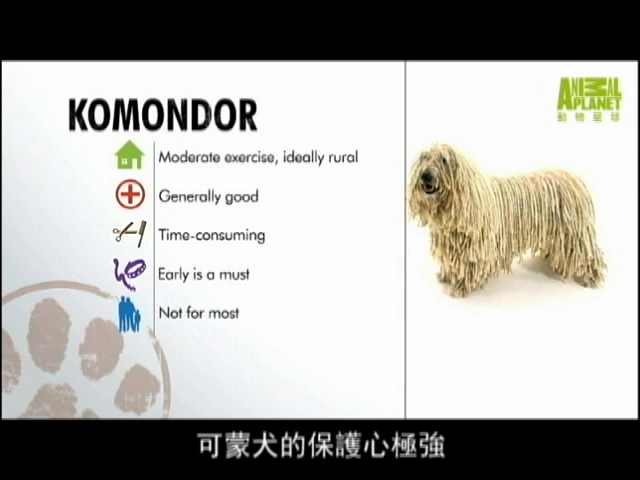 KOMONDOR
Moderate exercise, ideally rural
Generally good
Time-consuming
Early is a must
Not for most
ANIMAL
PLANET
動物星球
可蒙犬的保護心極強